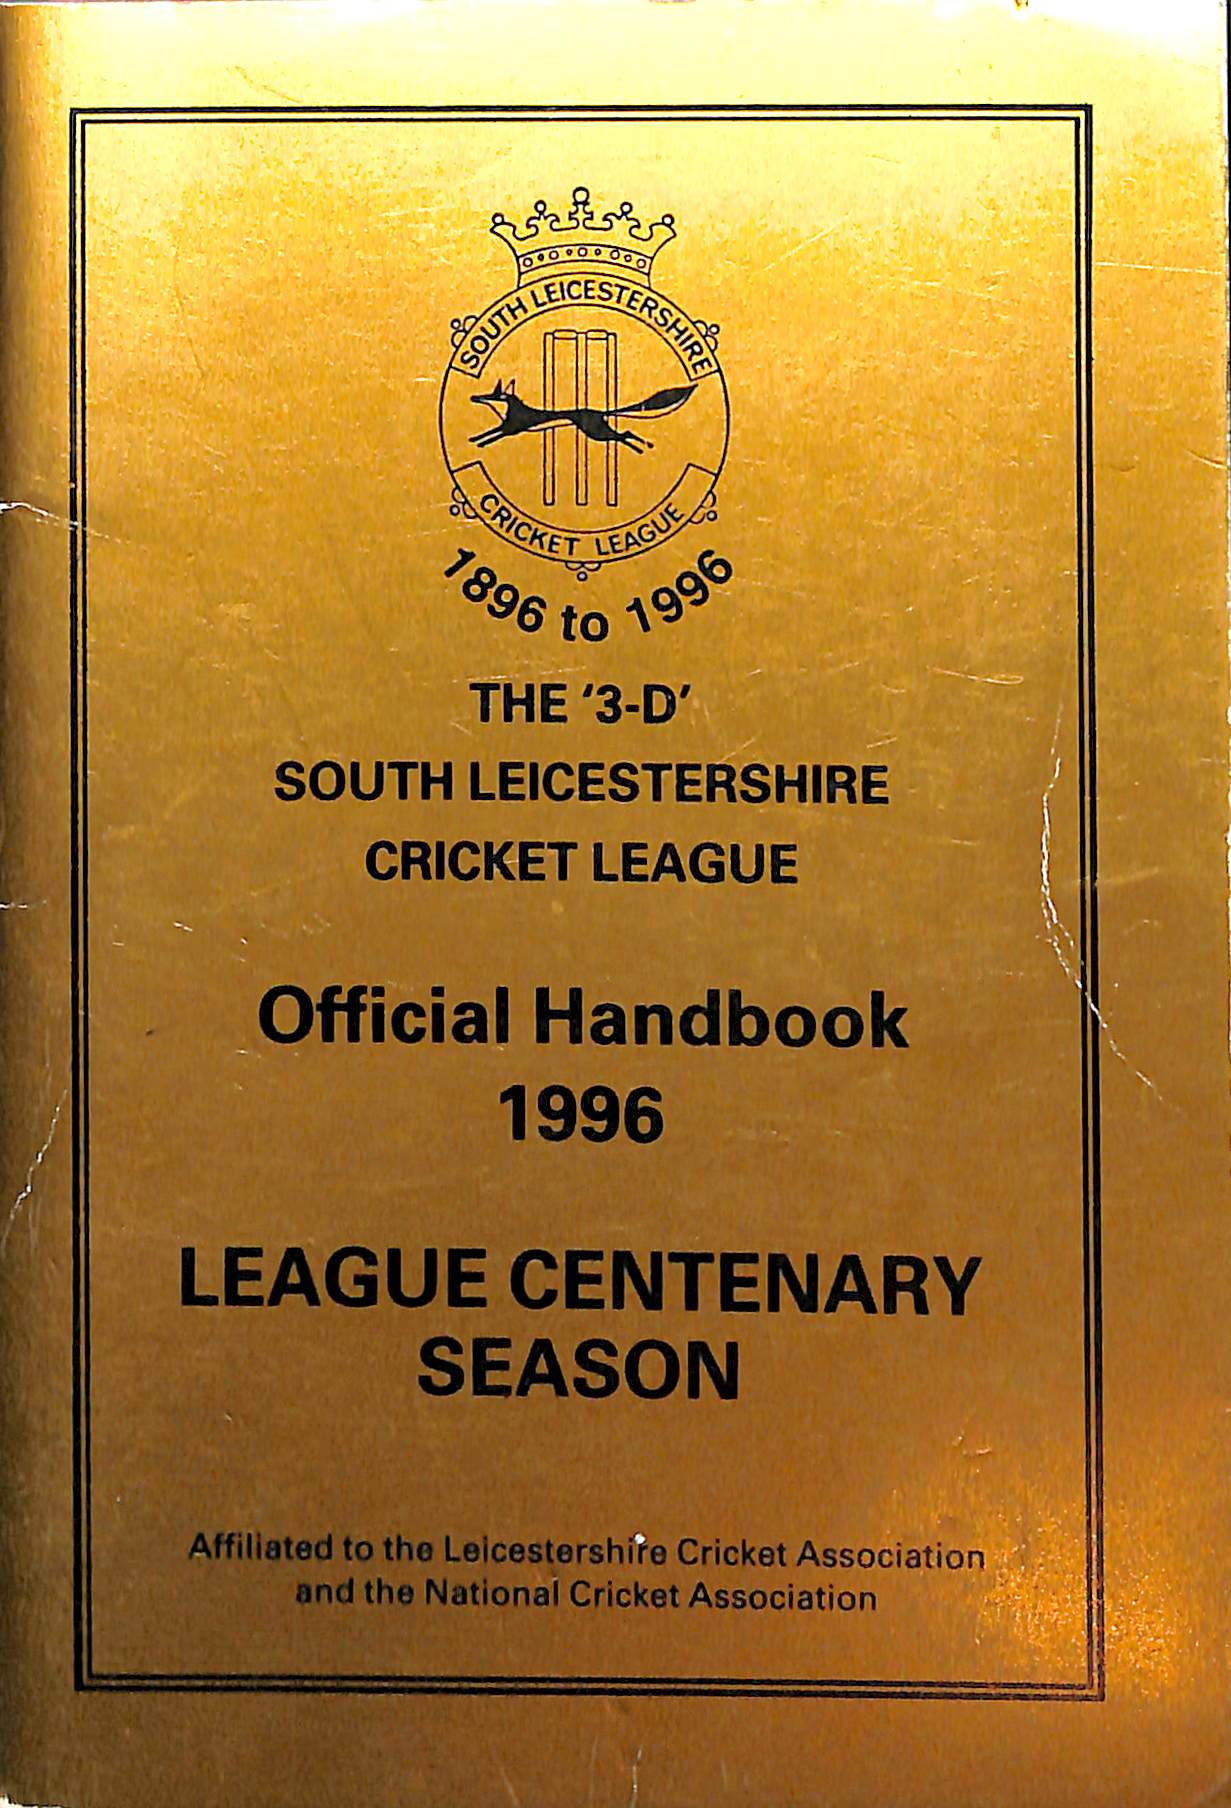 SOUTH LEICESTERSHIRE
CRICKET LEAGUE
1896 to 1996
THE '3-D'
SOUTH LEICESTERSHIRE
CRICKET LEAGUE
Official Handbook
1996
LEAGUE CENTENARY
SEASON
Affiliated to the Leicestershire Cricket Association
and the National Cricket Association